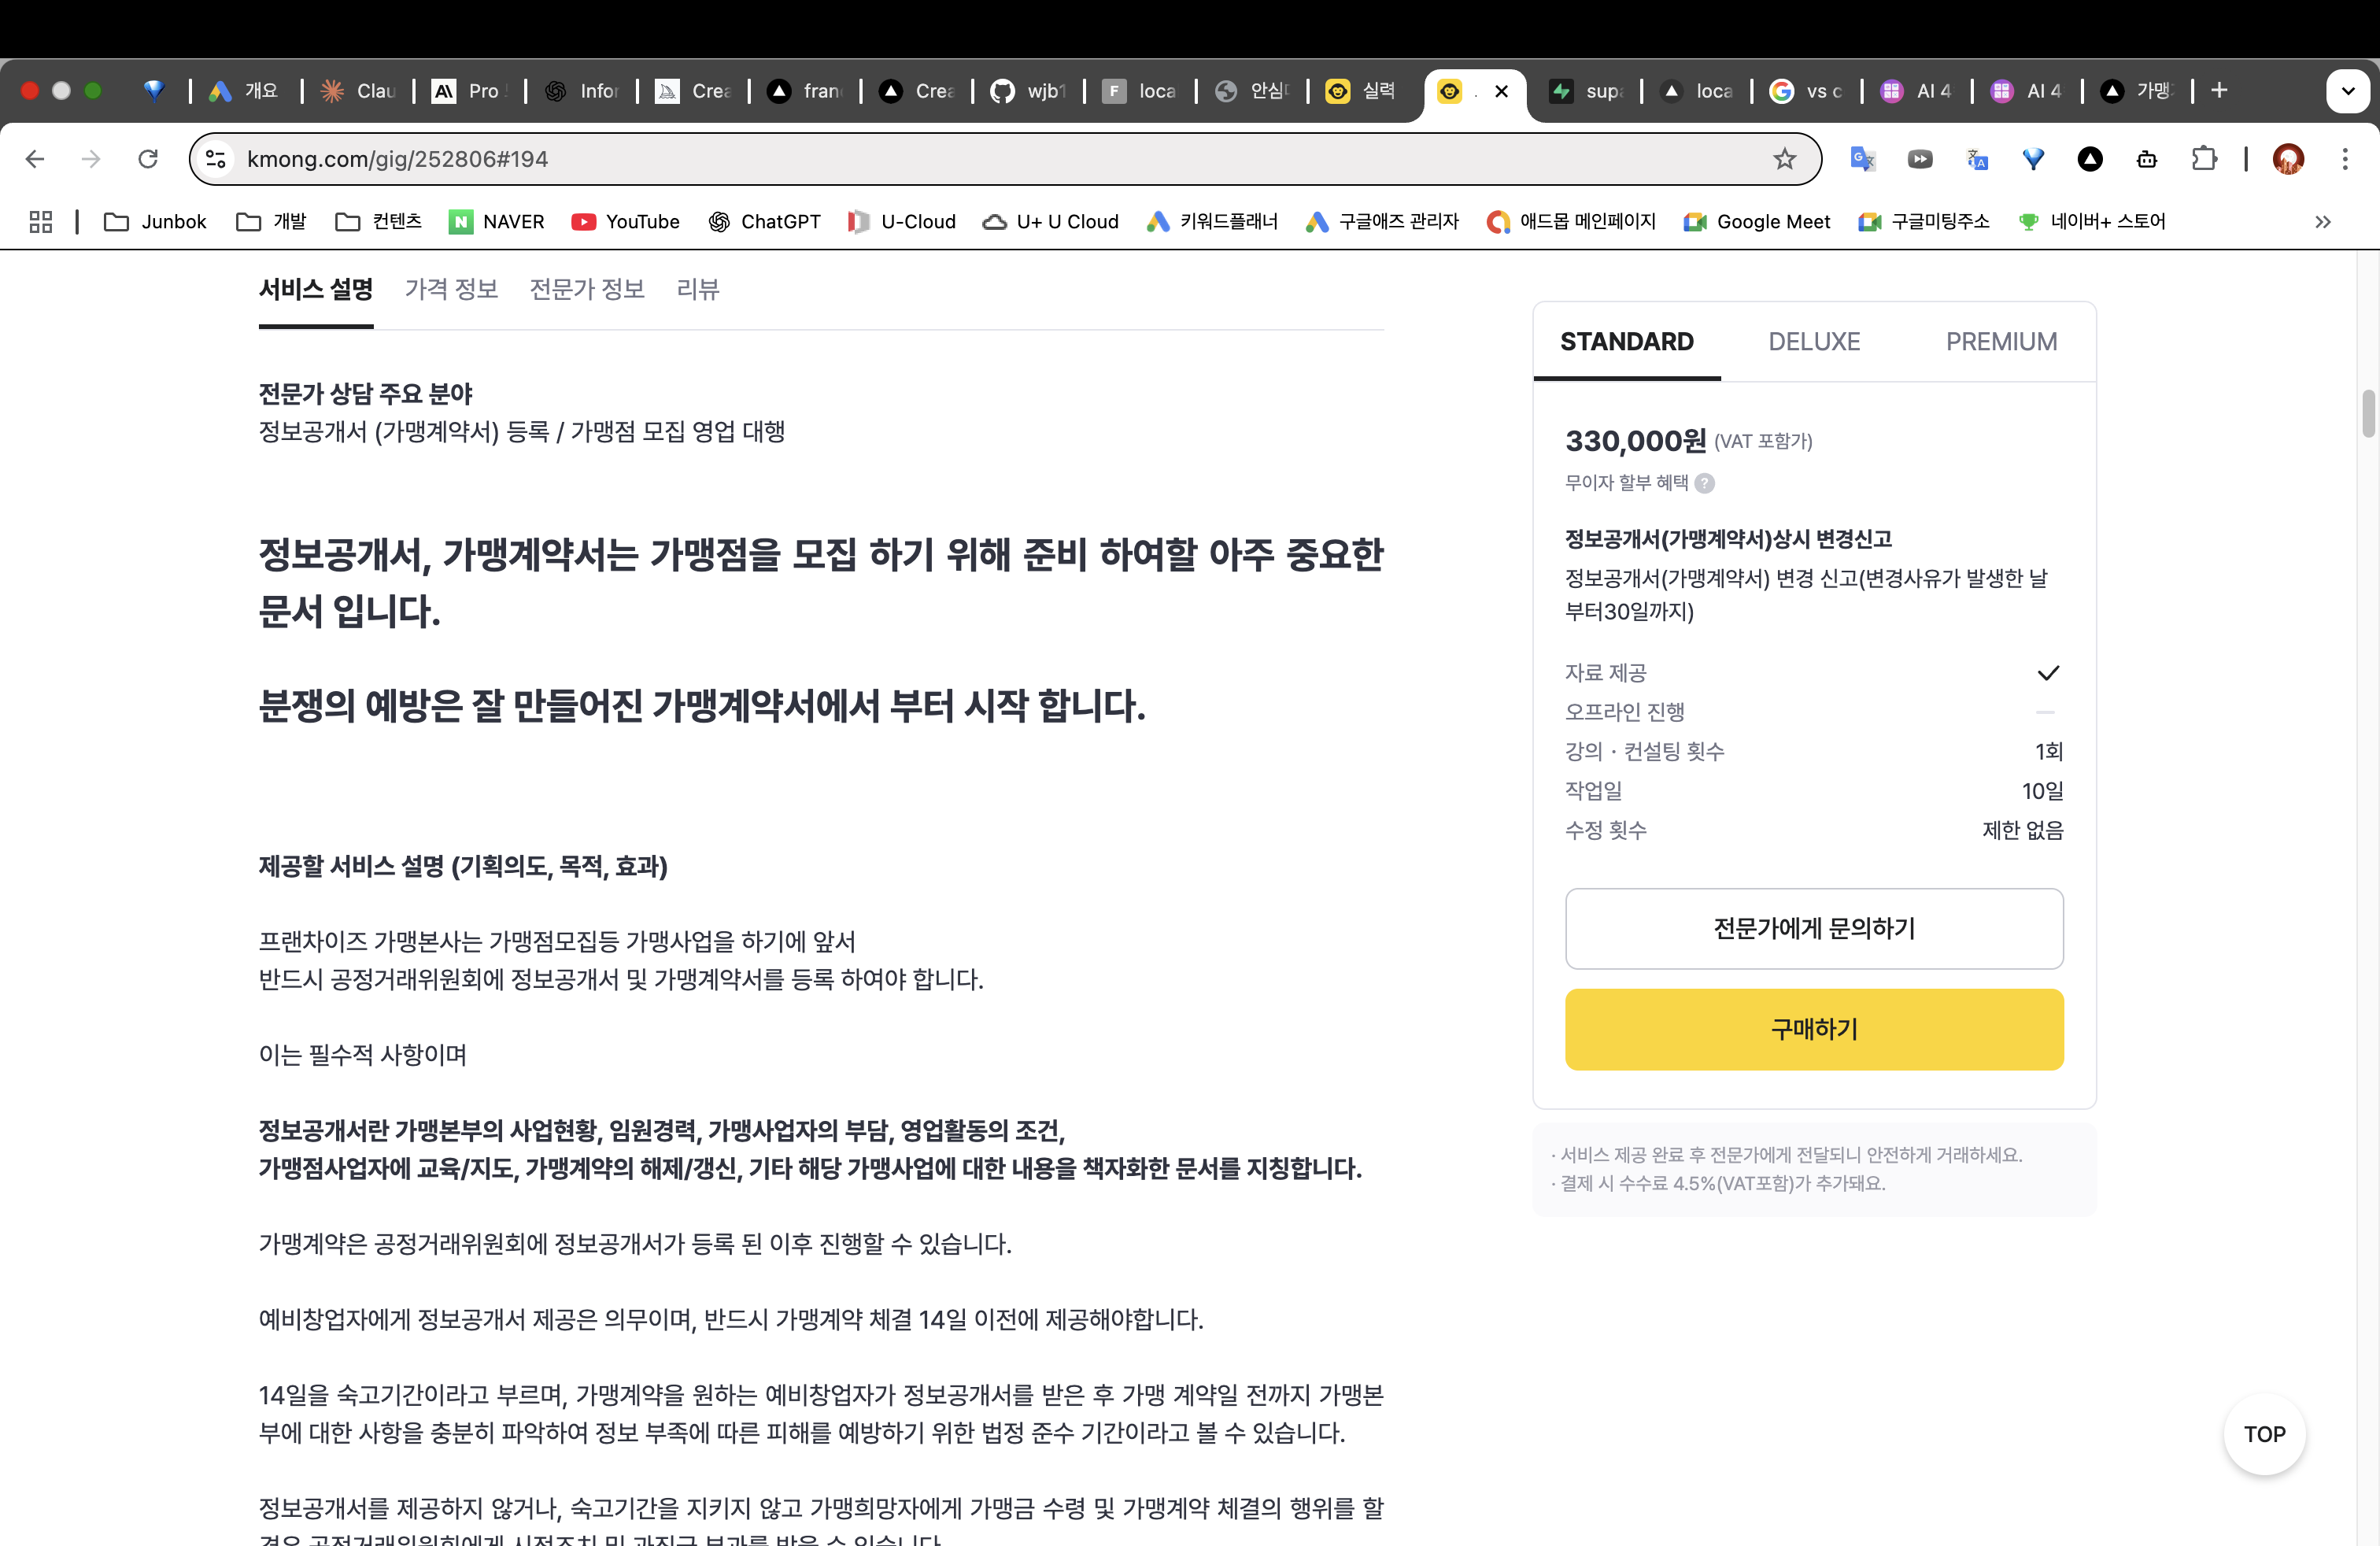 개요
Clau
Pro
Infor
Crea
fran
Crea
wjb1
loca
안심
실력
supa
loca
vs c
AI 4
AI 4
가맹
kmong.com/gig/252806#194
Junbok
개발
컨텐츠
NAVER
YouTube
ChatGPT
U-Cloud
U+ U Cloud
키워드플래너
구글애즈 관리자
애드몹 메인페이지
Google Meet
구글미팅주소
네이버+ 스토어
서비스 설명
가격 정보
전문가 정보
리뷰
전문가 상담 주요 분야
정보공개서 (가맹계약서) 등록 / 가맹점 모집 영업 대행
정보공개서, 가맹계약서는 가맹점을 모집 하기 위해 준비 하여할 아주 중요한
문서 입니다.
분쟁의 예방은 잘 만들어진 가맹계약서에서 부터 시작 합니다.
제공할 서비스 설명 (기획의도, 목적, 효과)
프랜차이즈 가맹본사는 가맹점모집등 가맹사업을 하기에 앞서
반드시 공정거래위원회에 정보공개서 및 가맹계약서를 등록 하여야 합니다.
이는 필수적 사항이며
정보공개서란 가맹본부의 사업현황, 임원경력, 가맹사업자의 부담, 영업활동의 조건,
가맹점사업자에 교육/지도, 가맹계약의 해제/갱신, 기타 해당 가맹사업에 대한 내용을 책자화한 문서를 지칭합니다.
가맹계약은 공정거래위원회에 정보공개서가 등록 된 이후 진행할 수 있습니다.
예비창업자에게 정보공개서 제공은 의무이며, 반드시 가맹계약 체결 14일 이전에 제공해야합니다.
14일을 숙고기간이라고 부르며, 가맹계약을 원하는 예비창업자가 정보공개서를 받은 후 가맹 계약일 전까지 가맹본
부에 대한 사항을 충분히 파악하여 정보 부족에 따른 피해를 예방하기 위한 법정 준수 기간이라고 볼 수 있습니다.
정보공개서를 제공하지 않거나, 숙고기간을 지키지 않고 가맹희망자에게 가맹금 수령 및 가맹계약 체결의 행위를 할
경우 공정거래위원회에게 시정조치 및 과징금 부과를 받을 수 있습니다
STANDARD
DELUXE
PREMIUM
330,000원 (VAT 포함가)
무이자 할부 혜택 ?
정보공개서(가맹계약서)상시 변경신고
정보공개서(가맹계약서) 변경 신고(변경사유가 발생한 날
부터30일까지)
자료 제공
오프라인 진행
강의 · 컨설팅 횟수 1회
작업일 10일
수정 횟수 제한 없음
전문가에게 문의하기
구매하기
· 서비스 제공 완료 후 전문가에게 전달되니 안전하게 거래하세요.
· 결제 시 수수료 4.5%(VAT포함)가 추가돼요.
TOP